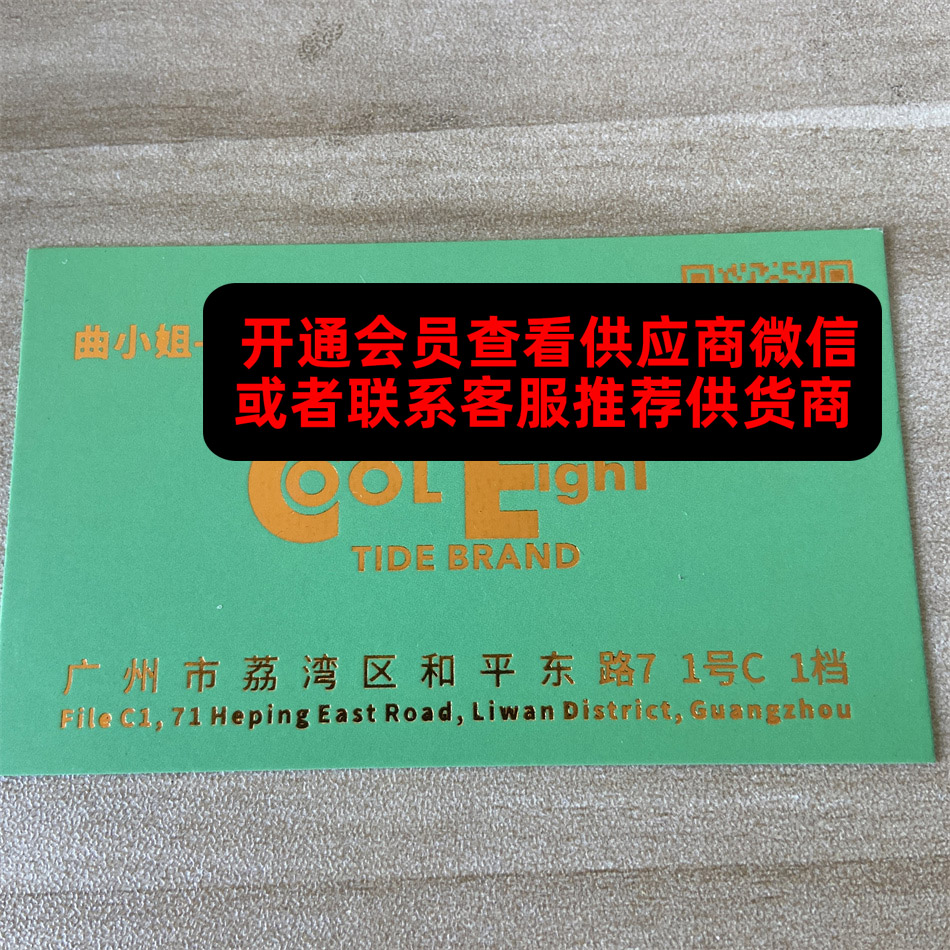 曲小姐
开通会员查看供应商微信
或者联系客服推荐供货商
COOL Eight
TIDE BRAND
广州市荔湾区和平东路71号C1档
File C1, 71 Heping East Road, Liwan District, Guangzhou